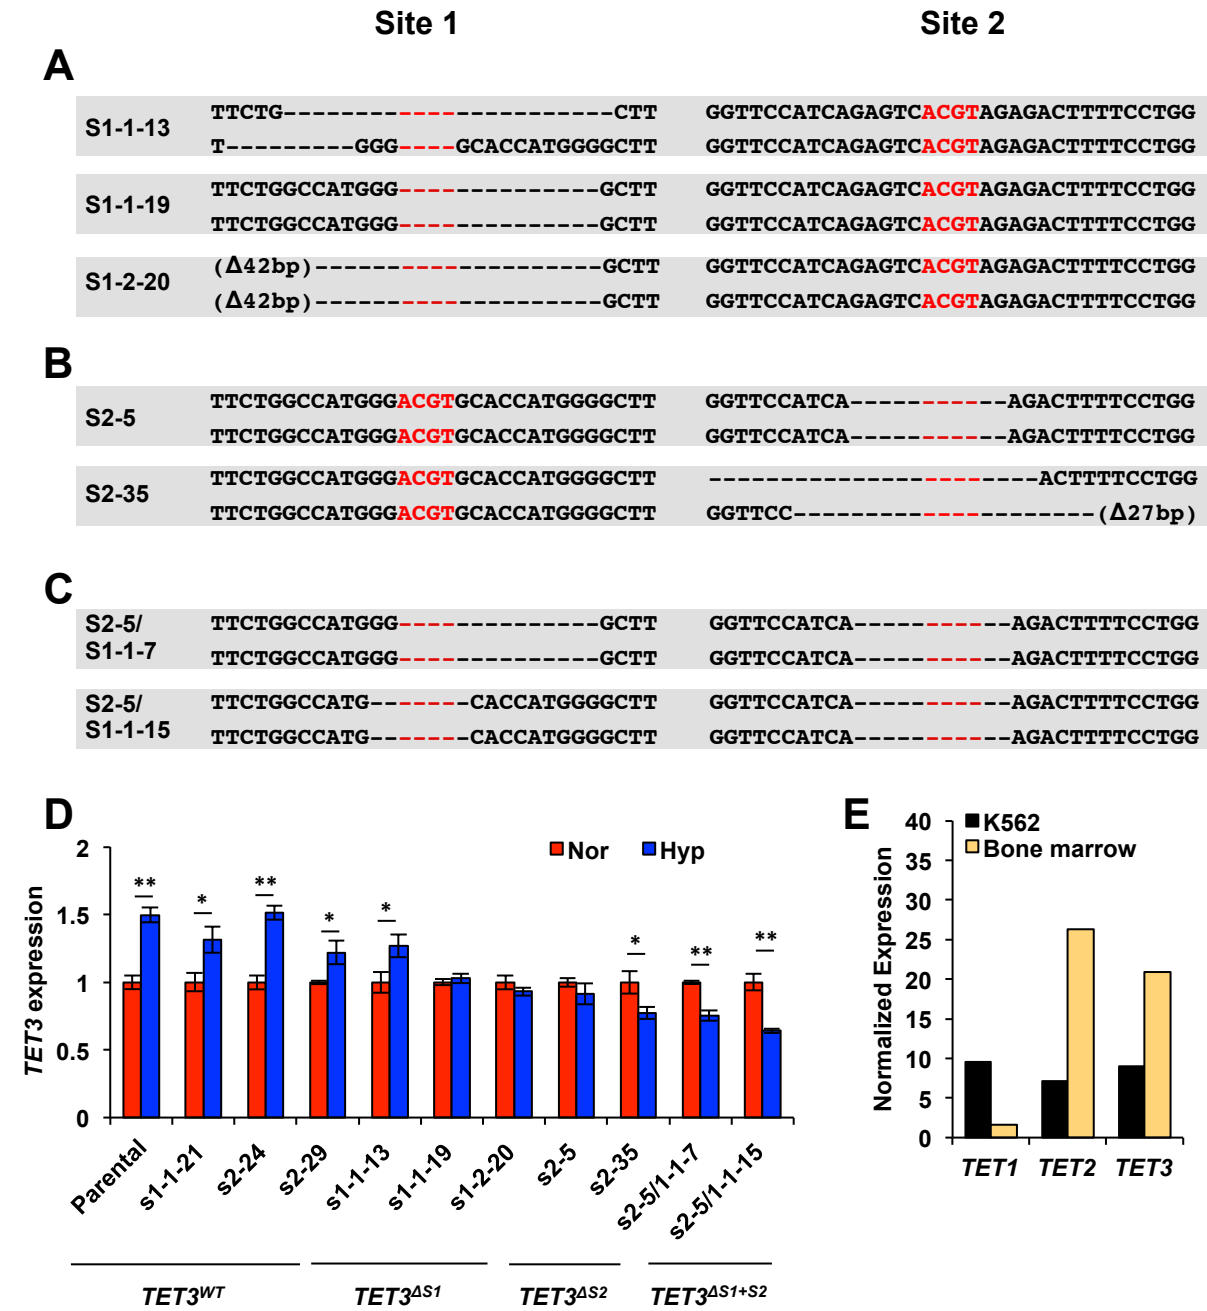 Site 1
Site 2
A
S1-1-13
TTCTG-----------------------CTT GGTTCCATCAGAGTCACGTAGAGACTTTTCCTGG
T---------GGG----GCACCATGGGGCTT GGTTCCATCAGAGTCACGTAGAGACTTTTCCTGG
S1-1-19
TTCTGGCCATGGG--------------GCTT GGTTCCATCAGAGTCACGTAGAGACTTTTCCTGG
TTCTGGCCATGGG--------------GCTT GGTTCCATCAGAGTCACGTAGAGACTTTTCCTGG
S1-2-20
(Δ42bp)--------------------GCTT GGTTCCATCAGAGTCACGTAGAGACTTTTCCTGG
(Δ42bp)--------------------GCTT GGTTCCATCAGAGTCACGTAGAGACTTTTCCTGG
B
S2-5
TTCTGGCCATGGGACGTGCACCATGGGGCTT GGTTCCATCA-----------AGACTTTTCCTGG
TTCTGGCCATGGGACGTGCACCATGGGGCTT GGTTCCATCA-----------AGACTTTTCCTGG
S2-35
TTCTGGCCATGGGACGTGCACCATGGGGCTT -----------------------ACTTTTCCTGG
TTCTGGCCATGGGACGTGCACCATGGGGCTT GGTTCC---------------------(Δ27bp)
C
S2-5/
S1-1-7
TTCTGGCCATGGG--------------GCTT GGTTCCATCA-----------AGACTTTTCCTGG
TTCTGGCCATGGG--------------GCTT GGTTCCATCA-----------AGACTTTTCCTGG
S2-5/
S1-1-15
TTCTGGCCATG-------CACCATGGGGCTT GGTTCCATCA-----------AGACTTTTCCTGG
TTCTGGCCATG-------CACCATGGGGCTT GGTTCCATCA-----------AGACTTTTCCTGG
D
TET3 expression
2
1.5
1
0.5
0
Nor Hyp
** * ** * * * ** **
Parental
s1-1-21
s2-24
s2-29
s1-1-13
s1-1-19
s1-2-20
s2-5
s2-35
s2-5/1-1-7
s2-5/1-1-15
TET3WT
TET3ΔS1
TET3ΔS2
TET3ΔS1+S2
E
Normalized Expression
40
35
30
25
20
15
10
5
0
K562
Bone marrow
TET1 TET2 TET3